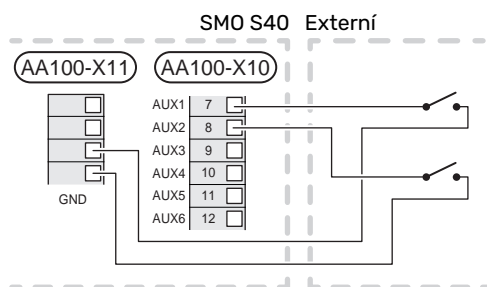 SMO S40 Externí
AA100-X11 AA100-X10
AUX1 7
AUX2 8
AUX3 9
AUX4 10
AUX5 11
AUX6 12
GND